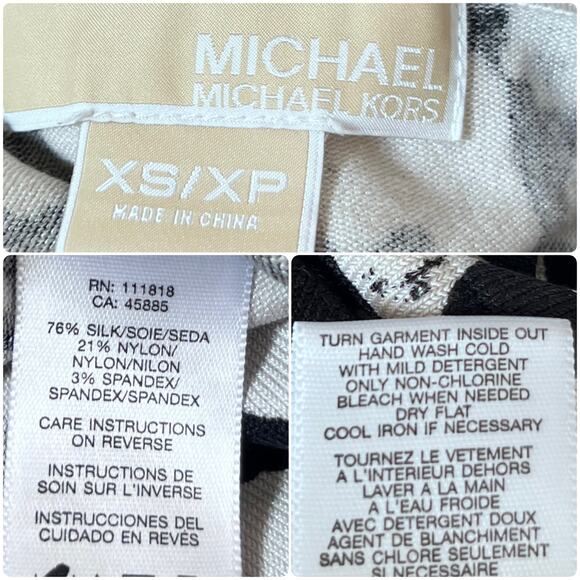 MICHAEL
MICHAEL KORS
XS/XP
MADE IN CHINA
RN: 111818
CA: 45885
76% SILK/SOIE/SEDA
21% NYLON/
NYLON/NILON
3% SPANDEX/
SPANDEX/SPANDEX
CARE INSTRUCTIONS
ON REVERSE
INSTRUCTIONS DE
SOIN SUR L'INVERSE
INSTRUCCIONES DEL
CUIDADO EN REVÉS
TURN GARMENT INSIDE OUT
HAND WASH COLD
WITH MILD DETERGENT
ONLY NON-CHLORINE
BLEACH WHEN NEEDED
DRY FLAT
COOL IRON IF NECESSARY
TOURNEZ LE VETEMENT
A L'INTERIEUR DEHORS
LAVER A LA MAIN
A L'EAU FROIDE
AVEC DETERGENT DOUX
AGENT DE BLANCHIMENT
SANS CHLORE SEULEMENT
SI NECESSAIRE